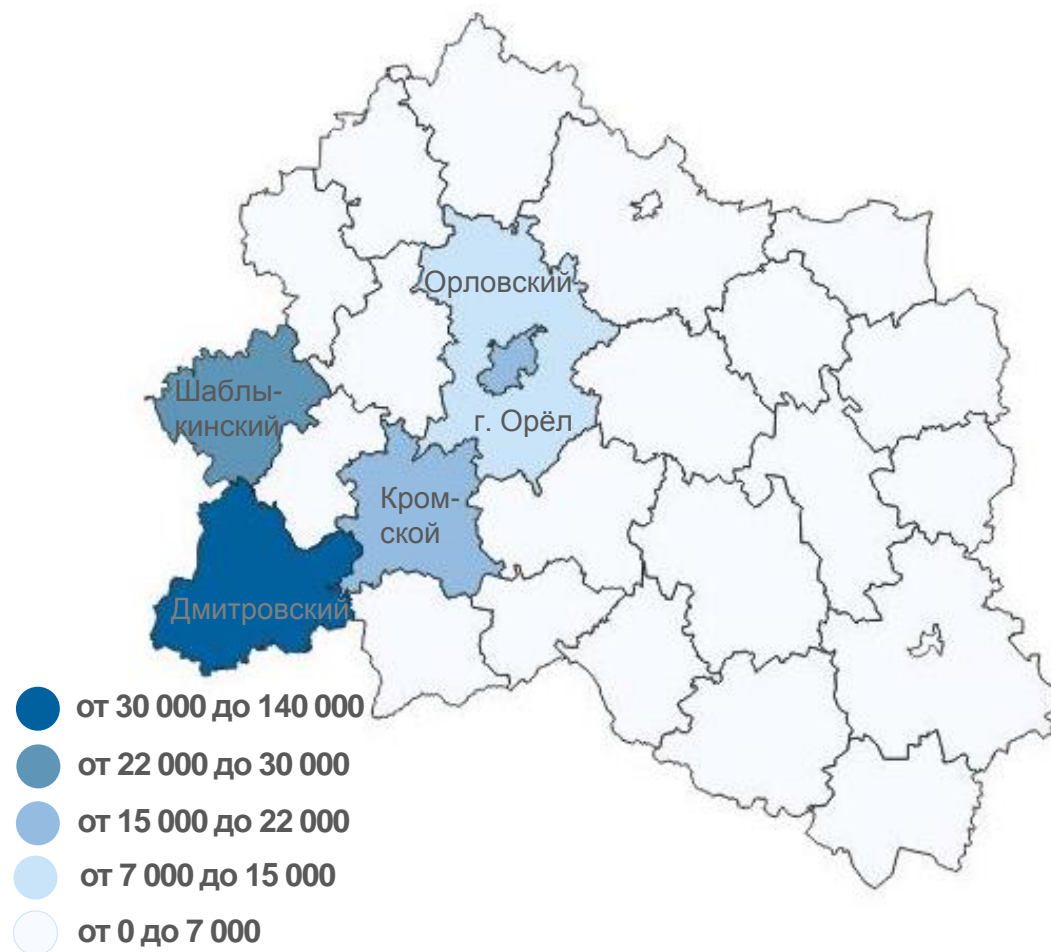 Орловский
Шаблы-
кинский
г. Орёл
Кром-
ской
Дмитровский
от 30 000 до 140 000
от 22 000 до 30 000
от 15 000 до 22 000
от 7 000 до 15 000
от 0 до 7 000